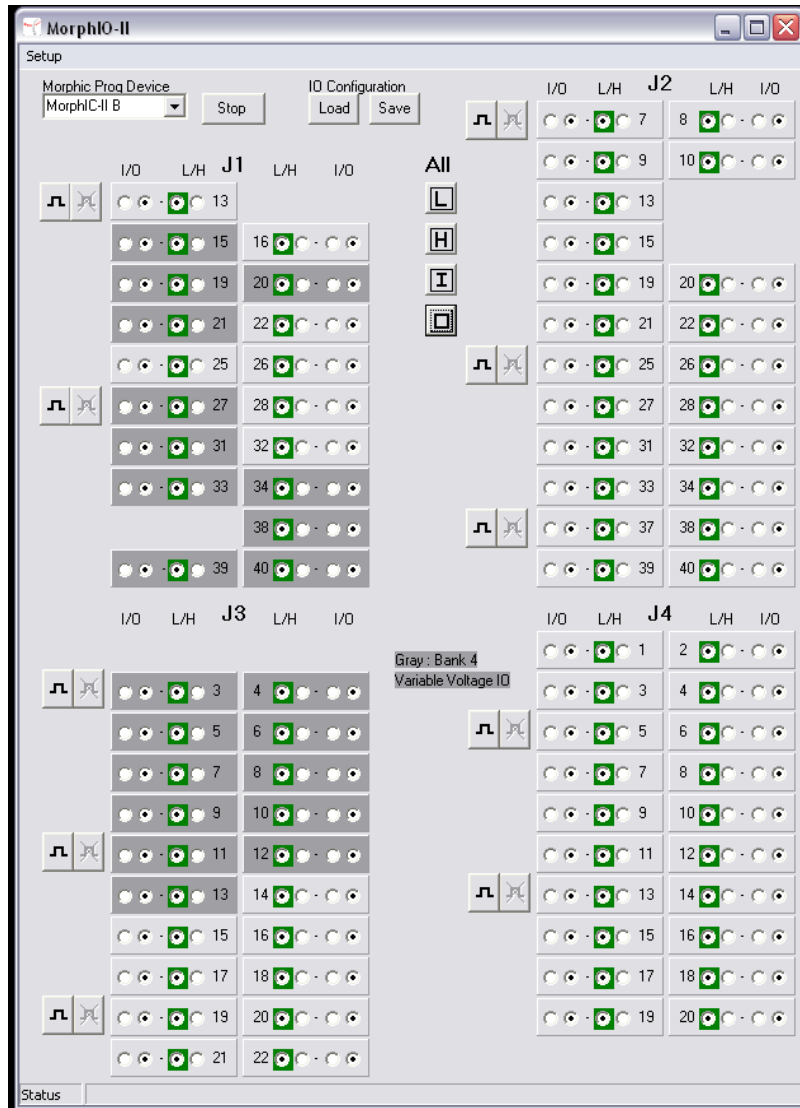 MorphIO-II
Setup
Morphic Prog Device
MorphIC-II B
Stop
IO Configuration
Load Save
I/O L/H J2 L/H I/O
7 8
9 10
13
15
19 20
21 22
25 26
27 28
31 32
33 34
37 38
39 40
I/O L/H J1 L/H I/O
13
15 16
19 20
21 22
25 26
27 28
31 32
33 34
38
39 40
All
L
H
I
O
I/O L/H J3 L/H I/O
3 4
5 6
7 8
9 10
11 12
13 14
15 16
17 18
19 20
21 22
Gray : Bank 4
Variable Voltage IO
I/O L/H J4 L/H I/O
1 2
3 4
5 6
7 8
9 10
11 12
13 14
15 16
17 18
19 20
Status